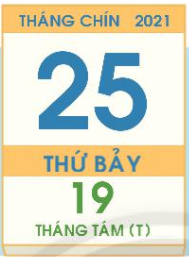 THÁNG CHÍN 2021
25
THỨ BẢY
19
THÁNG TÁM (T)